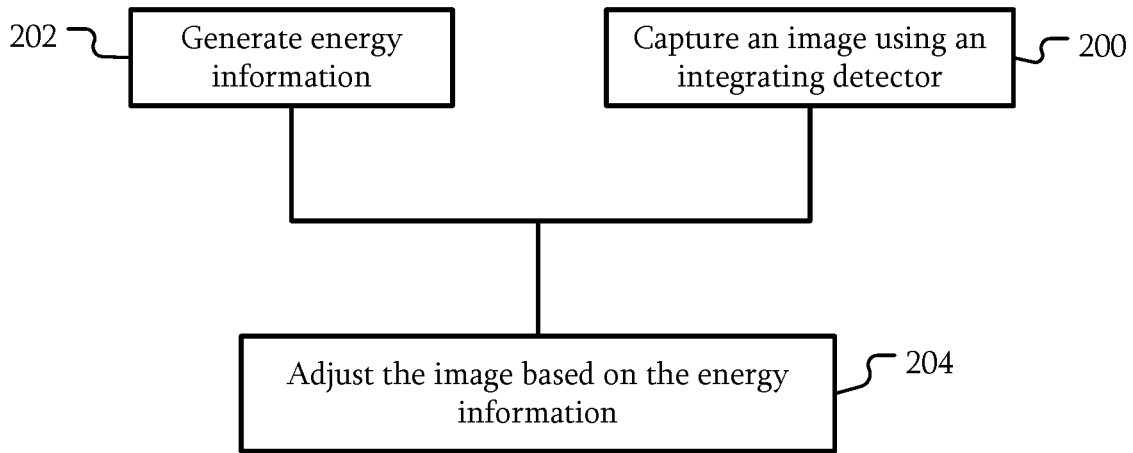 202
Generate energy
information
Capture an image using an
integrating detector
200
Adjust the image based on the energy
information
204